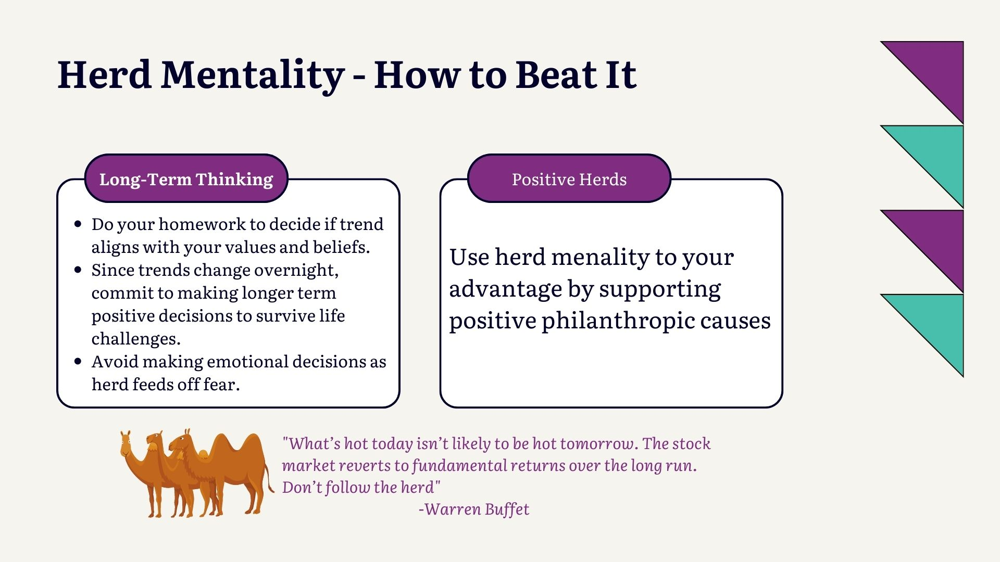 Herd Mentality - How to Beat It
Long-Term Thinking
• Do your homework to decide if trend
aligns with your values and beliefs.
• Since trends change overnight,
commit to making longer term
positive decisions to survive life
challenges.
• Avoid making emotional decisions as
herd feeds off fear.
Positive Herds
Use herd menality to your
advantage by supporting
positive philanthropic causes
"What’s hot today isn’t likely to be hot tomorrow. The stock
market reverts to fundamental returns over the long run.
Don’t follow the herd"
-Warren Buffet